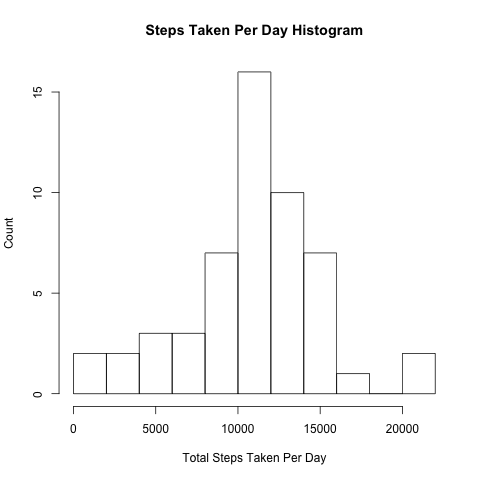 Steps Taken Per Day Histogram
Count
15
10
5
0
0 5000 10000 15000 20000
Total Steps Taken Per Day